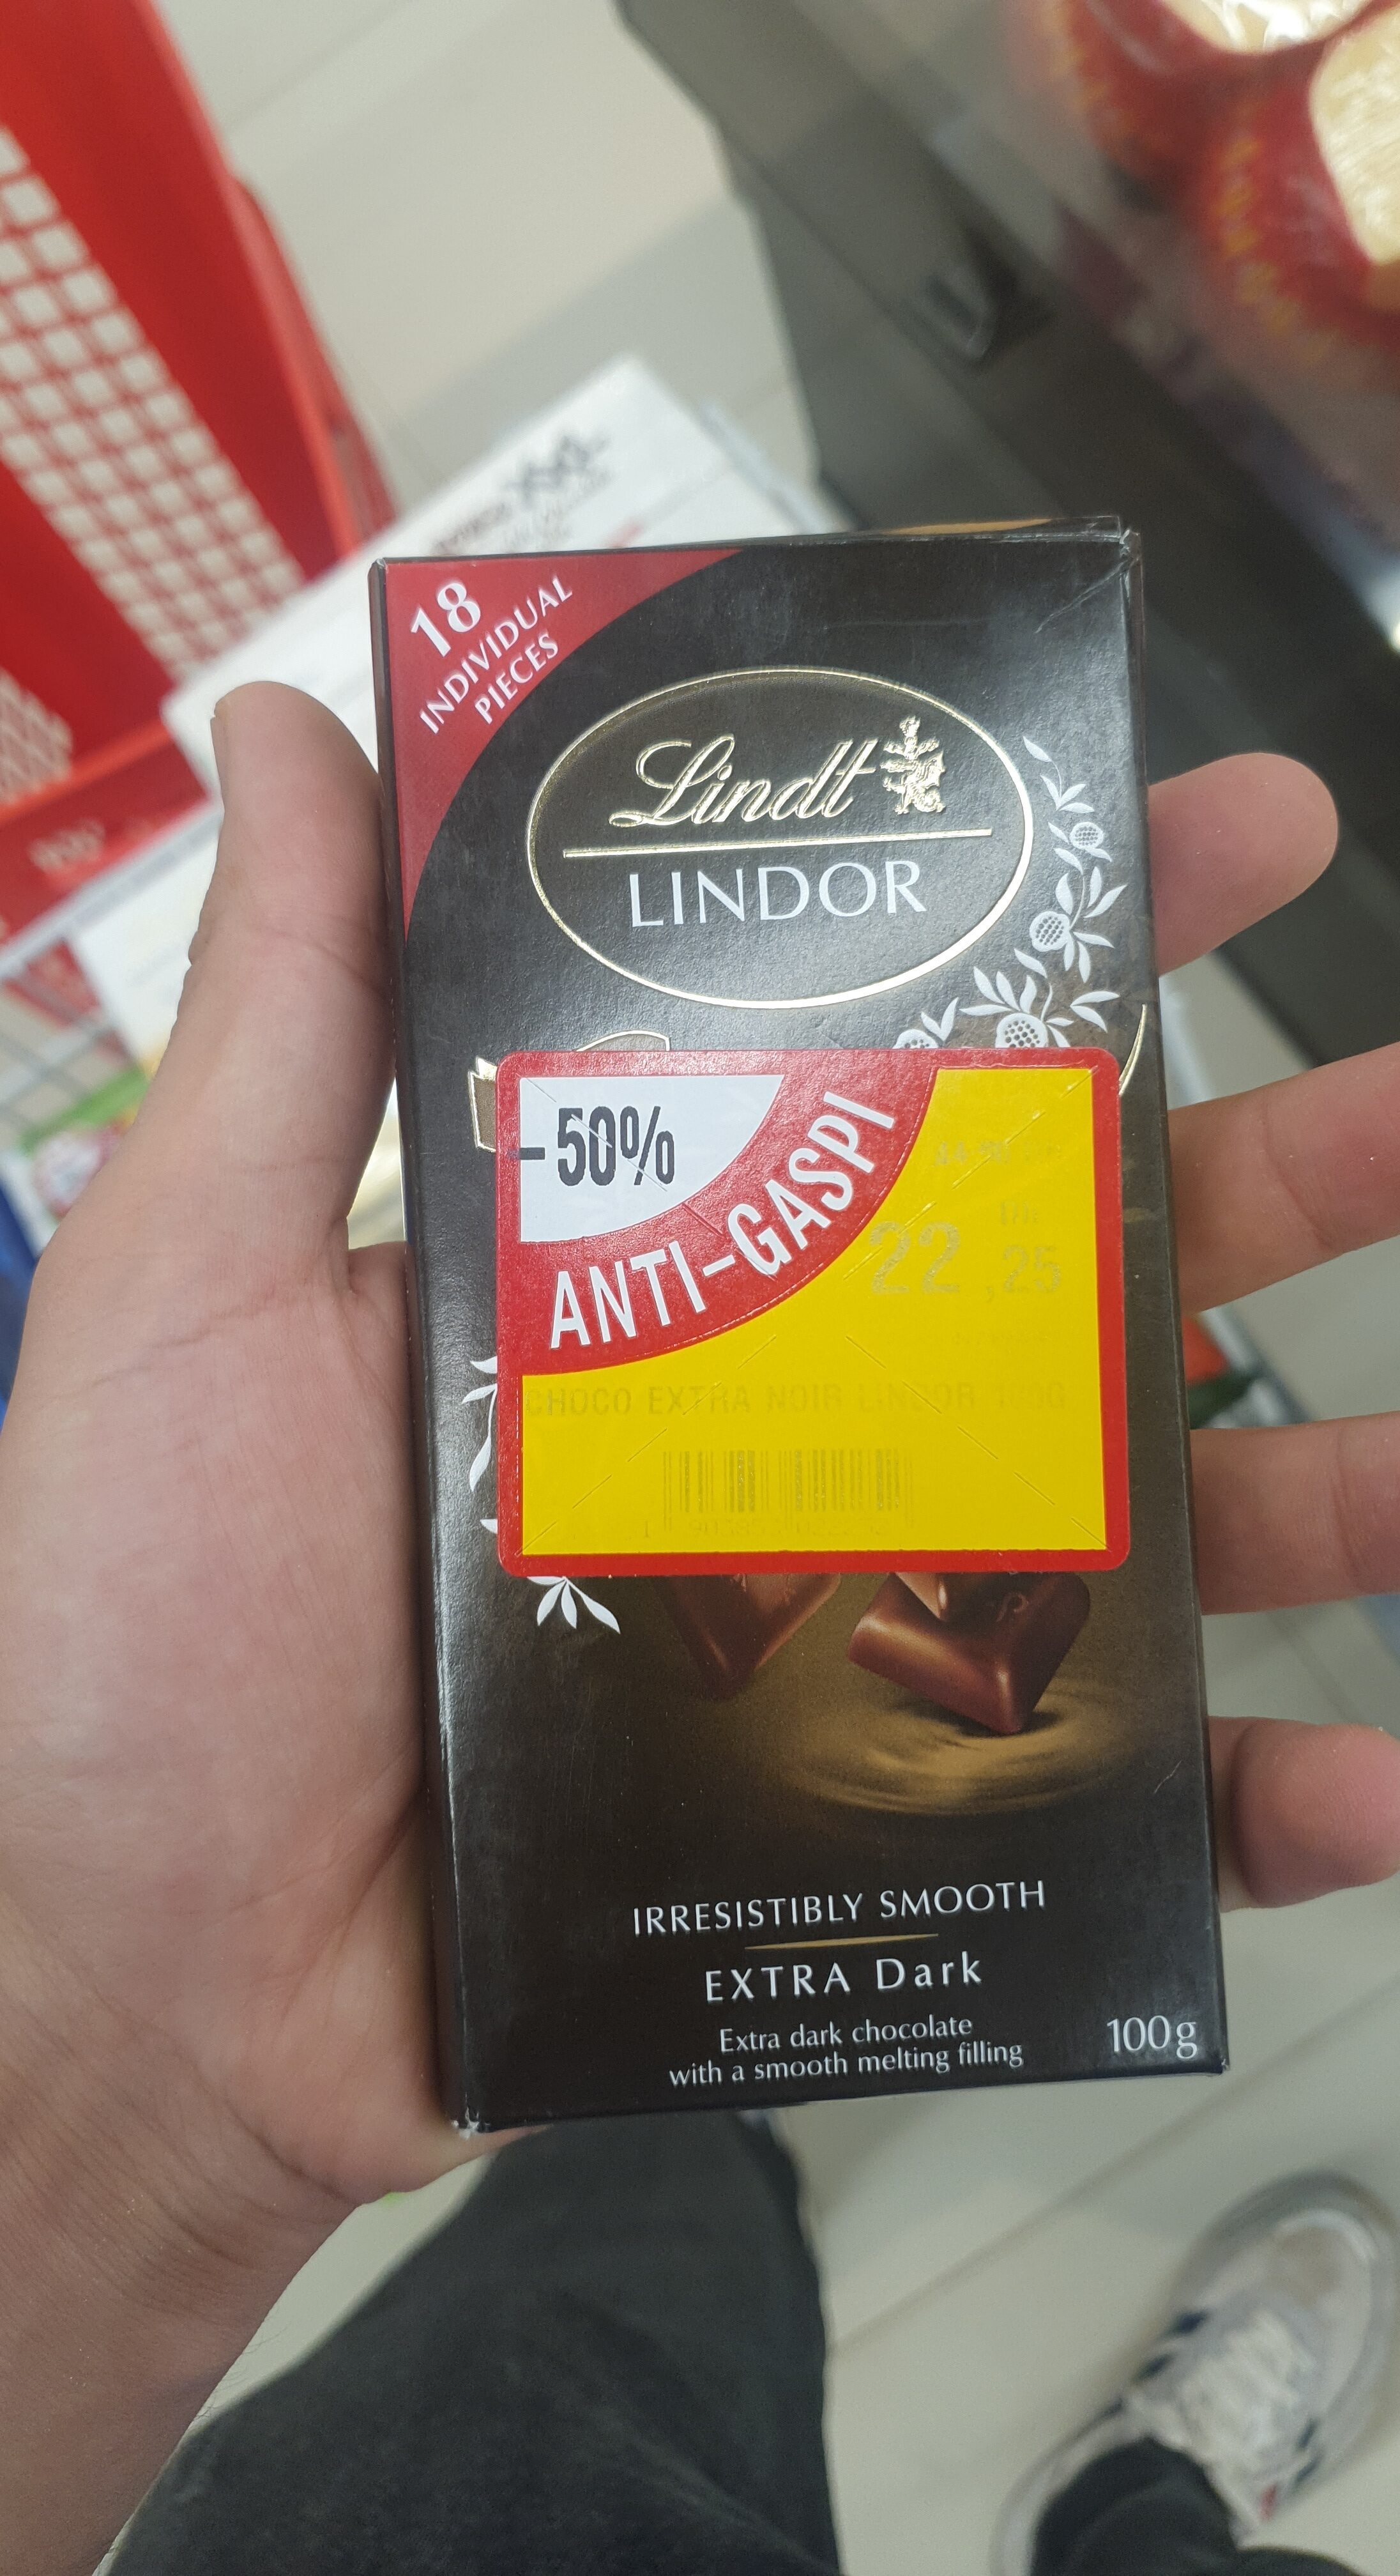 18
INDIVIDUAL
PIECES
Lindt
LINDOR
-50%
ANTI-GASPI
22,25
CHOCO EXTRA NOIR LINDOR 100G
IRRESISTIBLY SMOOTH
EXTRA Dark
Extra dark chocolate
with a smooth melting filling
100g